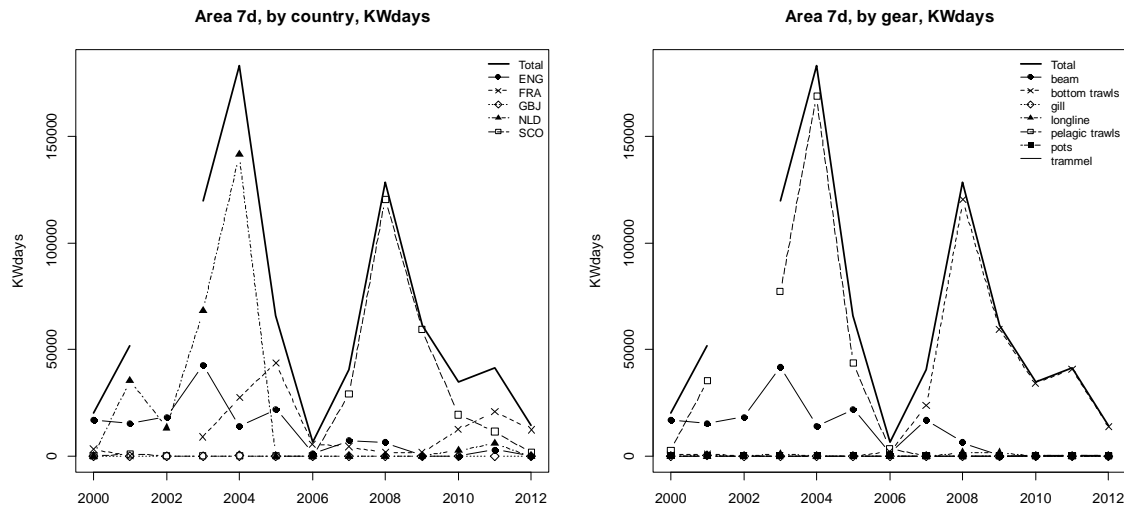 Area 7d, by country, KWdays
KWdays
150000
100000
50000
0
2000 2002 2004 2006 2008 2010 2012
Total
ENG
FRA
GBJ
NLD
SCO
Area 7d, by gear, KWdays
KWdays
150000
100000
50000
0
2000 2002 2004 2006 2008 2010 2012
Total
beam
bottom trawls
gill
longline
pelagic trawls
pots
trammel